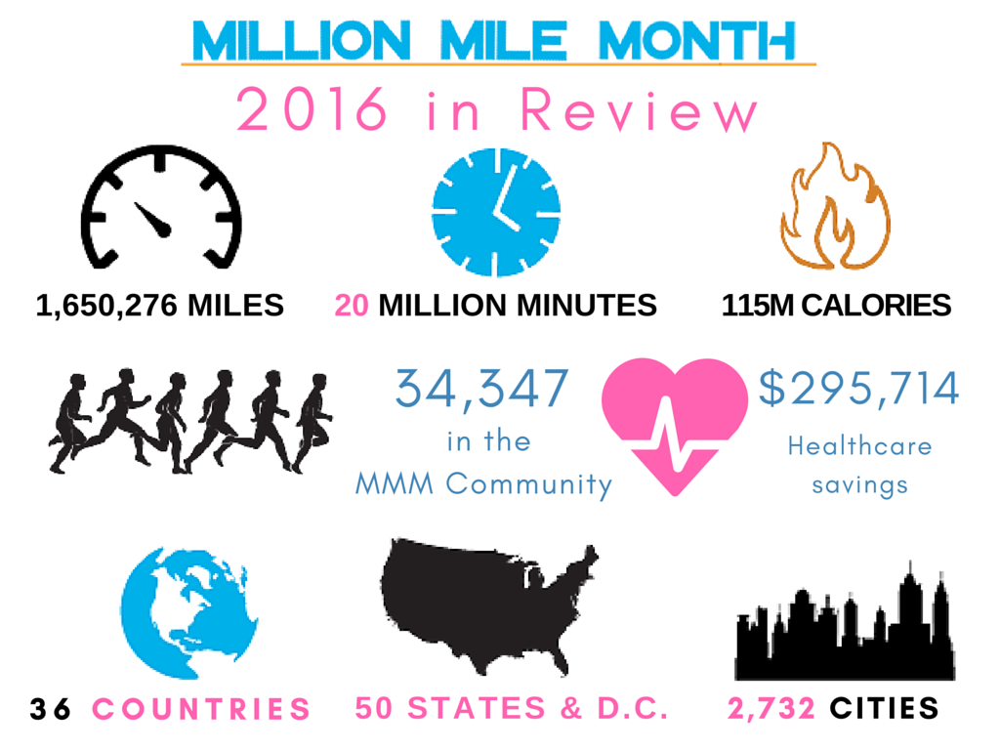 MILLION MILE MONTH
2016 in Review
1,650,276 MILES
20 MILLION MINUTES
115M CALORIES
34,347
in the
MMM Community
$295,714
Healthcare
savings
36 COUNTRIES
50 STATES & D.C.
2,732 CITIES